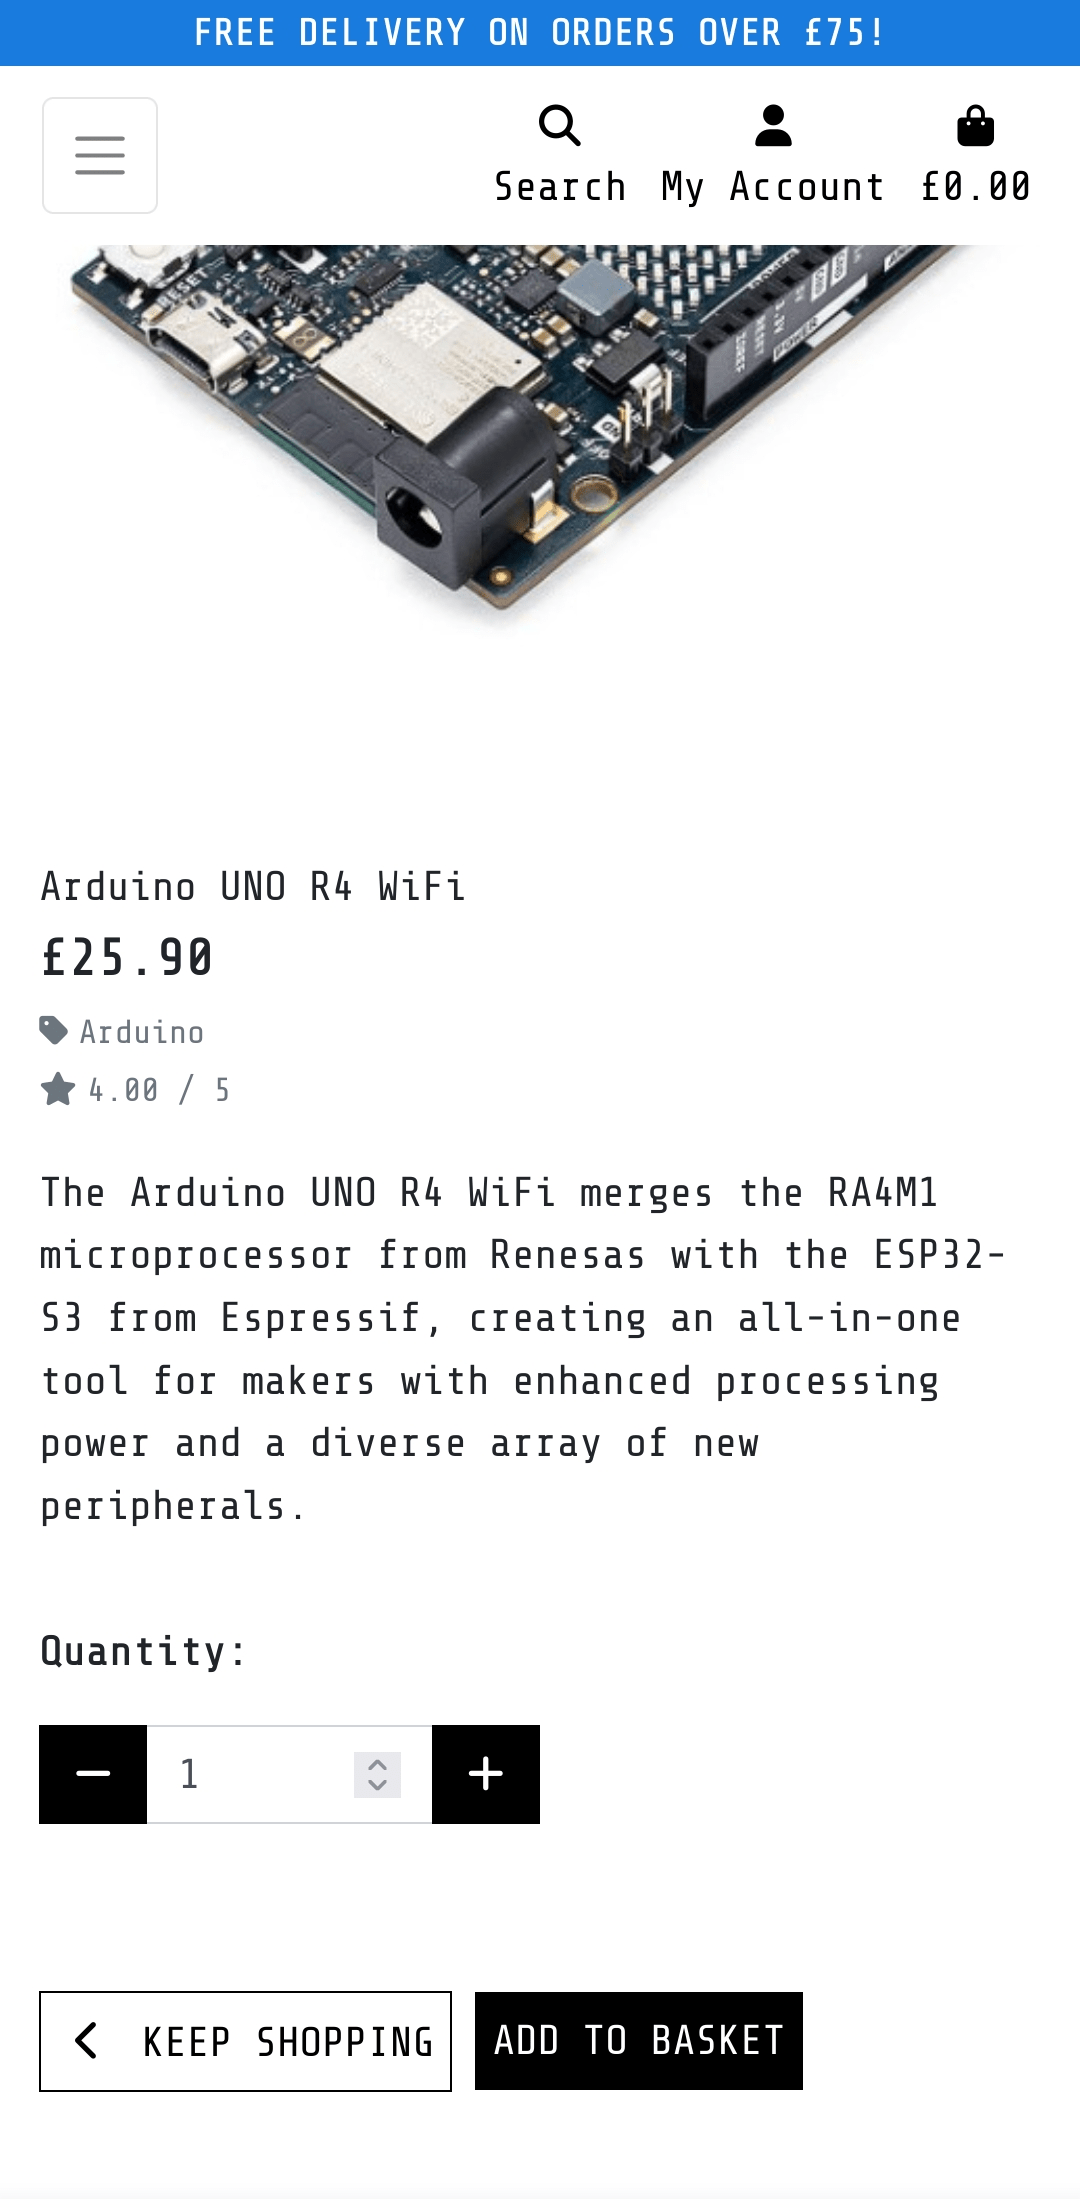 FREE DELIVERY ON ORDERS OVER £75!
Search My Account £0.00
RESET
POWER
Arduino UNO R4 WiFi
£25.90
Arduino
4.00 / 5
The Arduino UNO R4 WiFi merges the RA4M1
microprocessor from Renesas with the ESP32-
S3 from Espressif, creating an all-in-one
tool for makers with enhanced processing
power and a diverse array of new
peripherals.
Quantity:
1
KEEP SHOPPING ADD TO BASKET